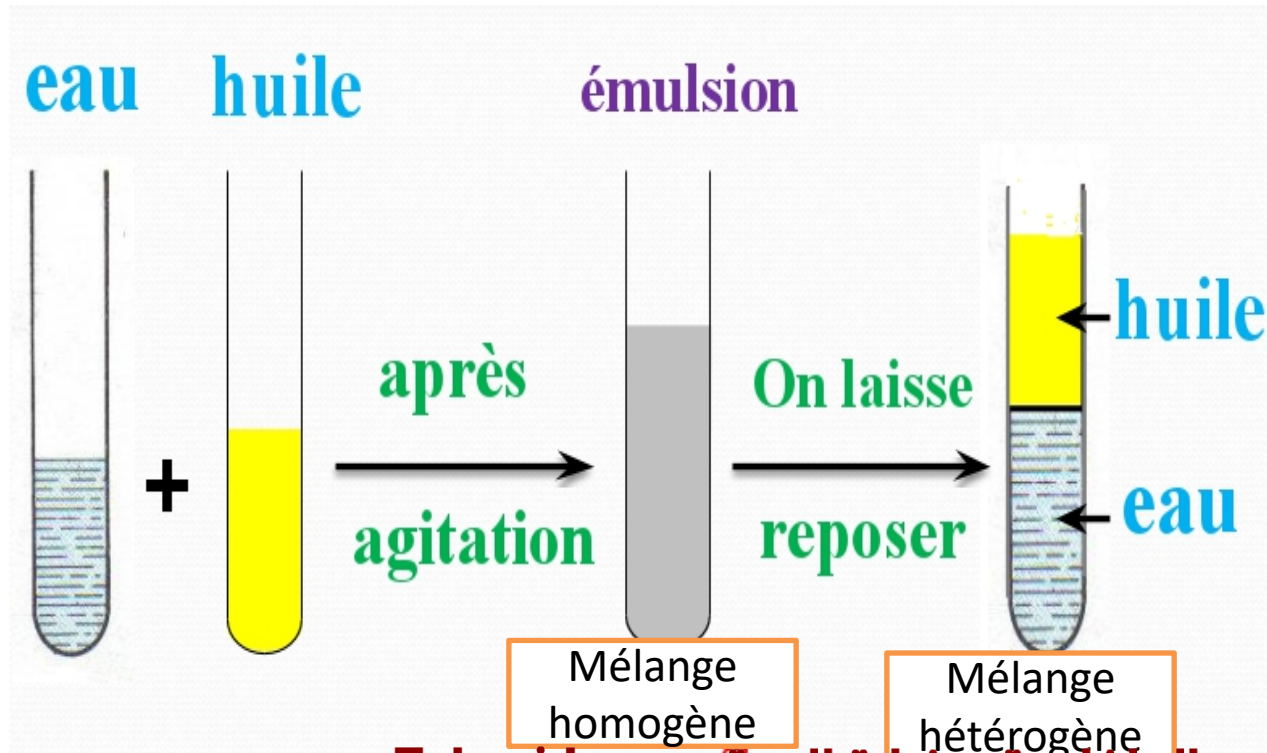 eau huile émulsion
+
après
agitation
On laisse
reposer
huile
eau
Mélange
homogène
Mélange
hétérogène